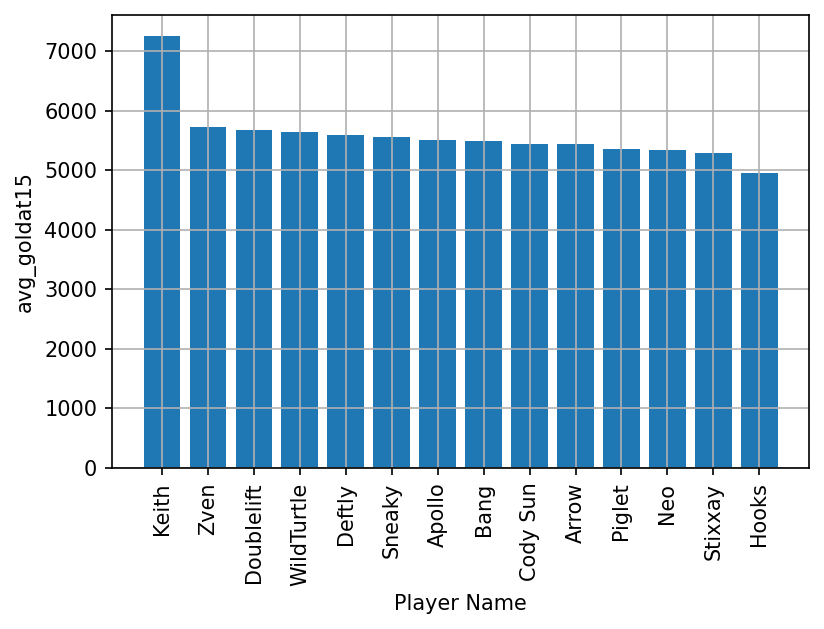 7000
6000
5000
4000
3000
2000
1000
0
avg_goldat15
Keith
Zven
Doublelift
WildTurtle
Deftly
Sneaky
Apollo
Bang
Cody Sun
Arrow
Piglet
Neo
Stixxay
Hooks
Player Name